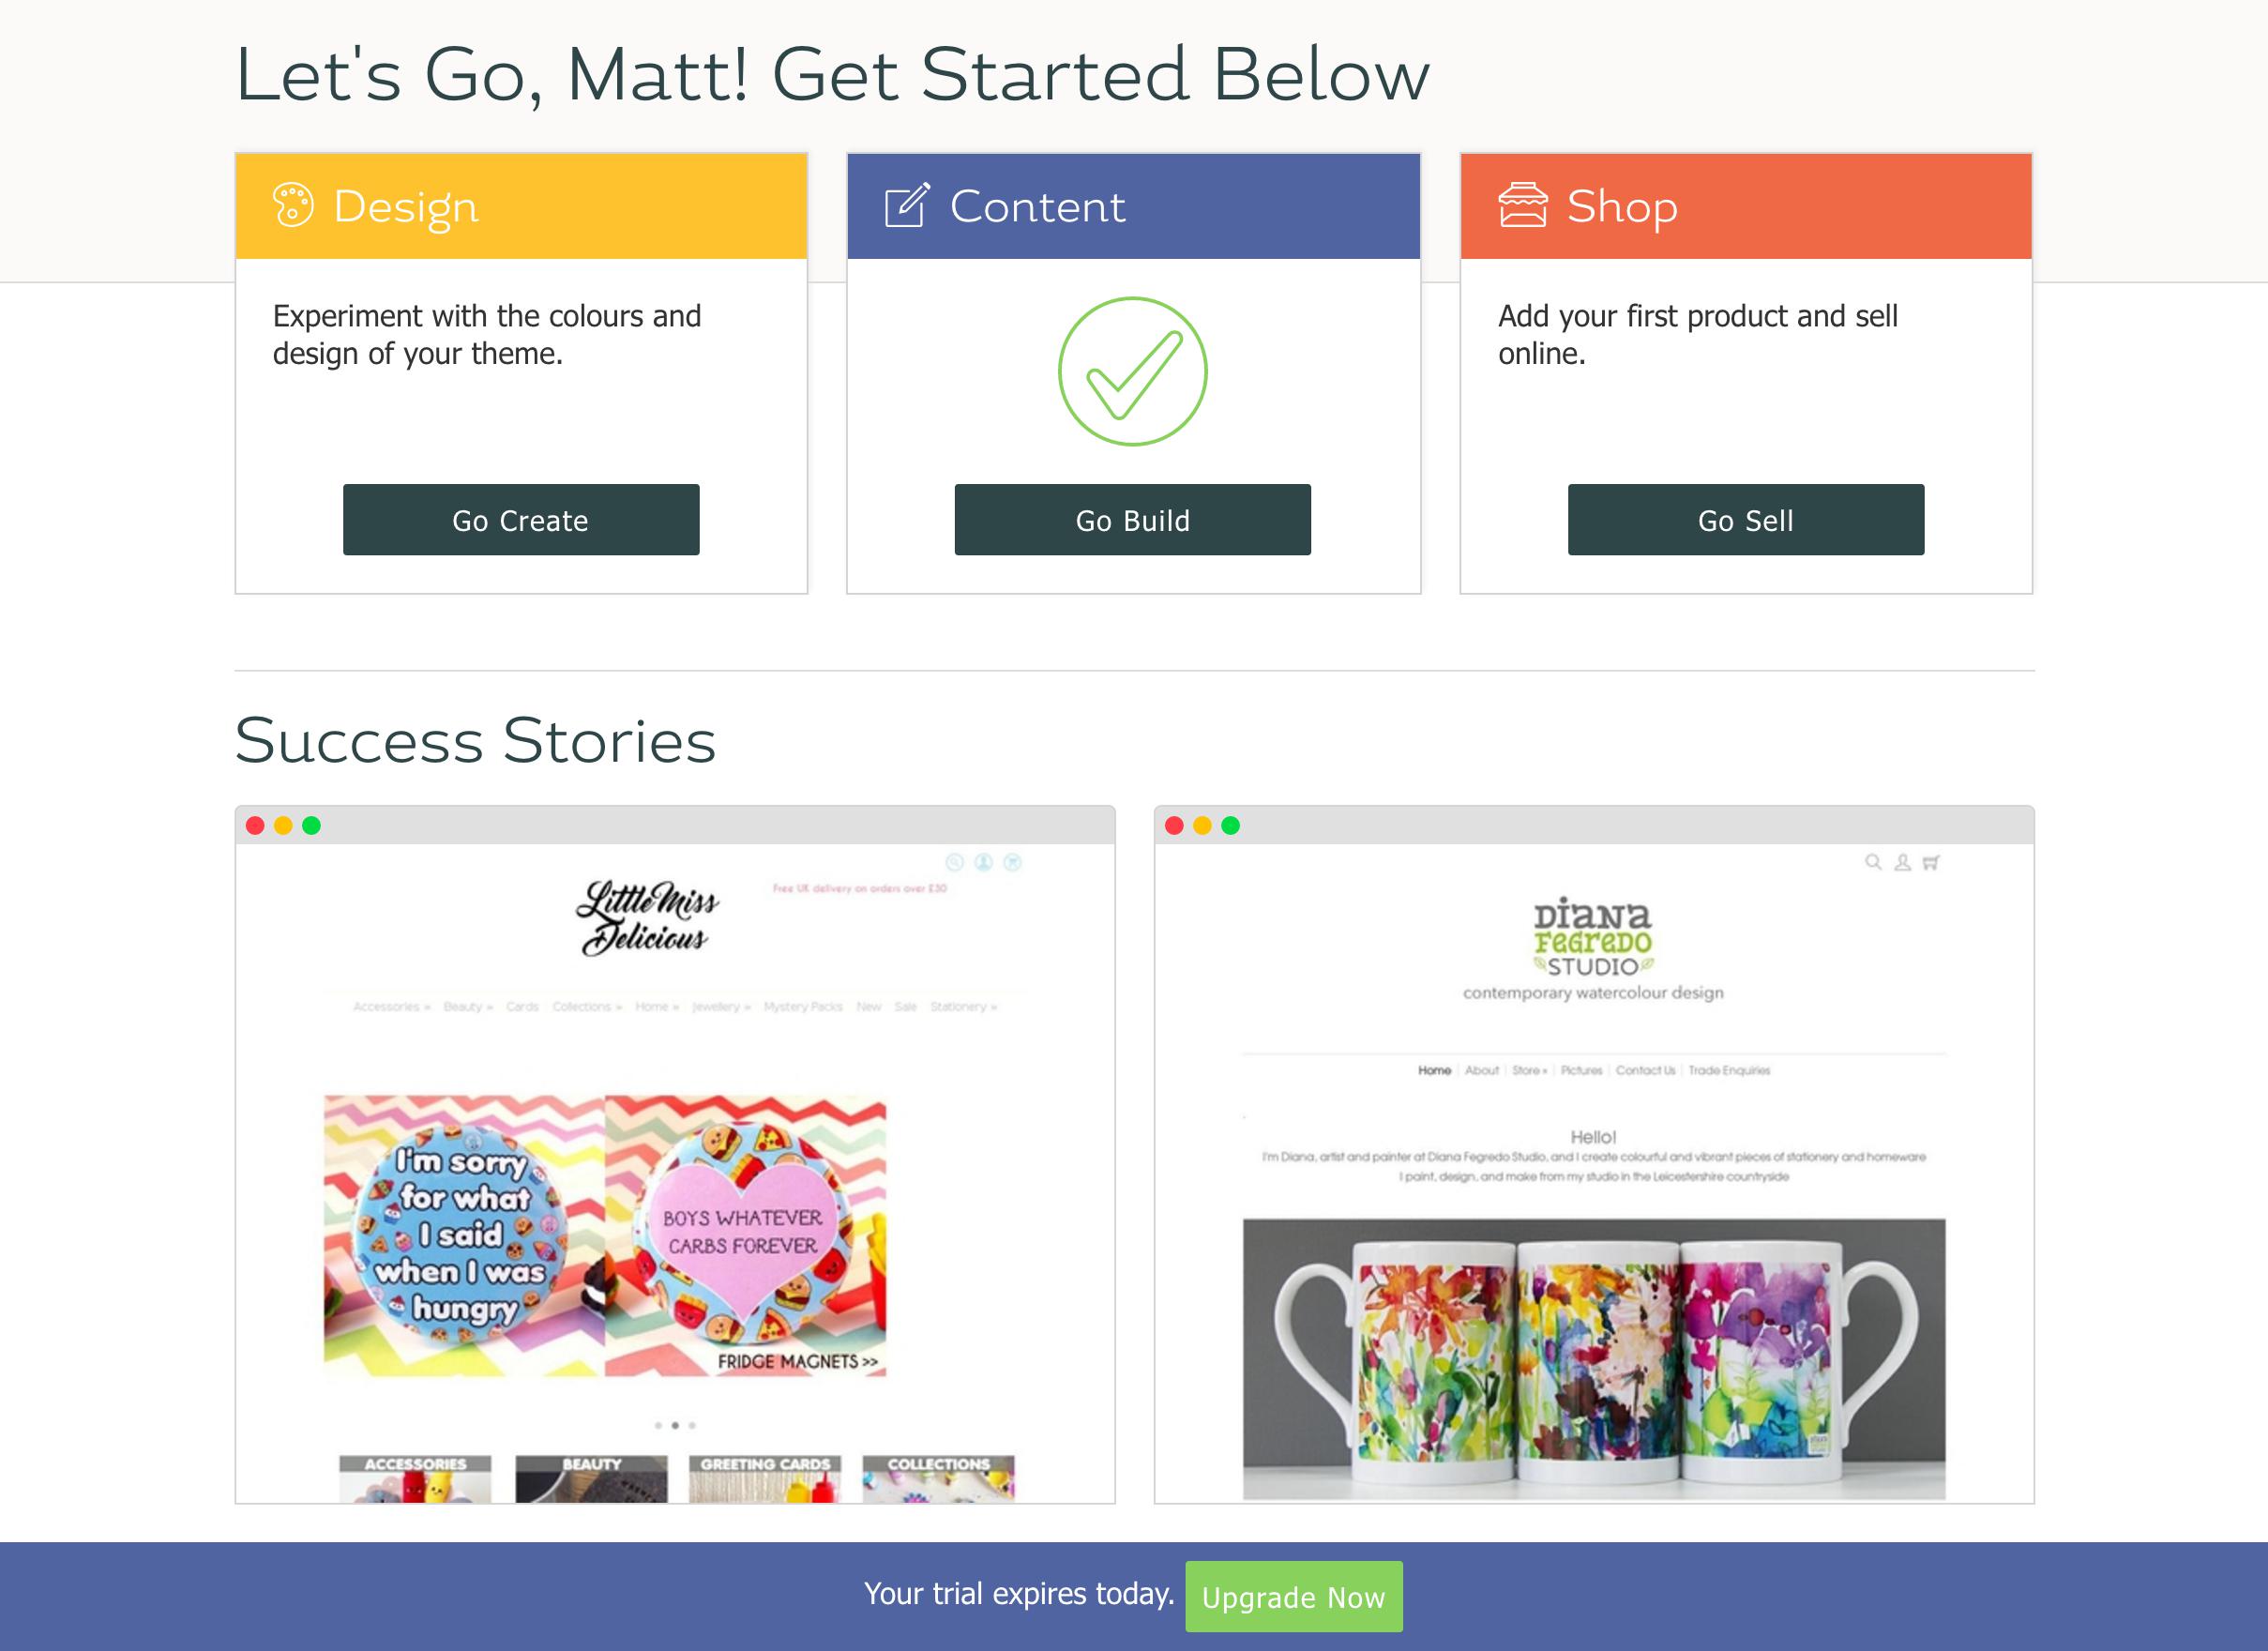 Let's Go, Matt! Get Started Below
Design
Experiment with the colours and
design of your theme.
Go Create
Content
Go Build
Shop
Add your first product and sell
online.
Go Sell
Success Stories
Free UK delivery on orders over £30
Little Miss
Delicious
Accessories » Beauty » Cards Collections » Home » Jewellery » Mystery Packs New Sale Stationery »
I'm sorry
for what
I said
when I was
hungry
BOYS WHATEVER
CARBS FOREVER
FRIDGE MAGNETS >>
ACCESSORIES
BEAUTY
GREETING CARDS
COLLECTIONS
Diana
Fegredo
STUDIO
contemporary watercolour design
Home | About | Store » | Pictures | Contact Us | Trade Enquiries
Hello!
I'm Diana, artist and painter at Diana Fegredo Studio, and I create colourful and vibrant pieces of stationery and homeware
I paint, design, and make from my studio in the Leicestershire countryside
Your trial expires today.
Upgrade Now